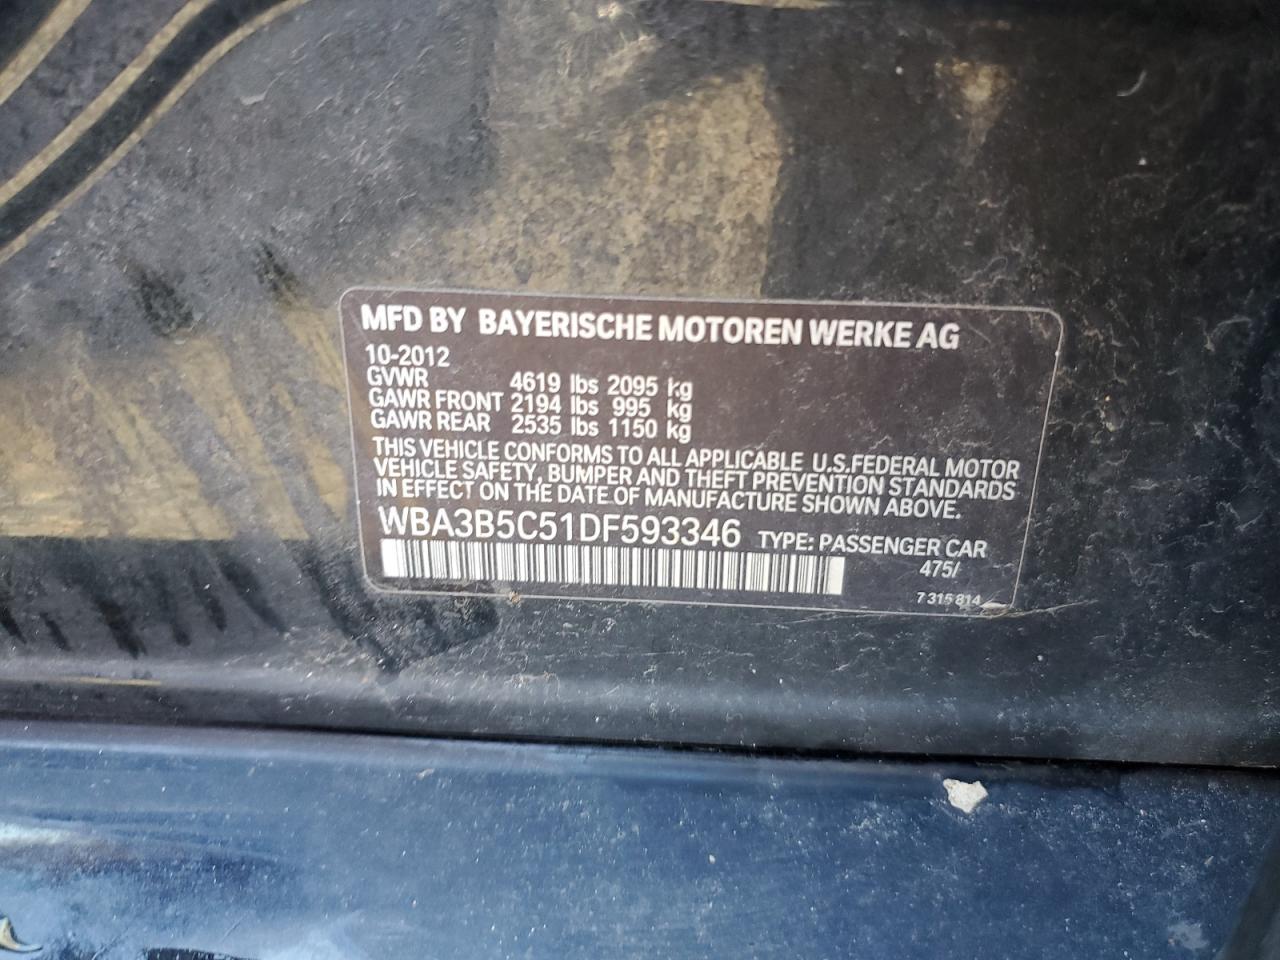 MFD BY BAYERISCHE MOTOREN WERKE AG
10-2012
GVWR 4619 lbs 2095 kg
GAWR FRONT 2194 lbs 995 kg
GAWR REAR 2535 lbs 1150 kg
THIS VEHICLE CONFORMS TO ALL APPLICABLE U.S.FEDERAL MOTOR
VEHICLE SAFETY, BUMPER AND THEFT PREVENTION STANDARDS
IN EFFECT ON THE DATE OF MANUFACTURE SHOWN ABOVE.
WBA3B5C51DF593346 TYPE: PASSENGER CAR
475/
7 315 814